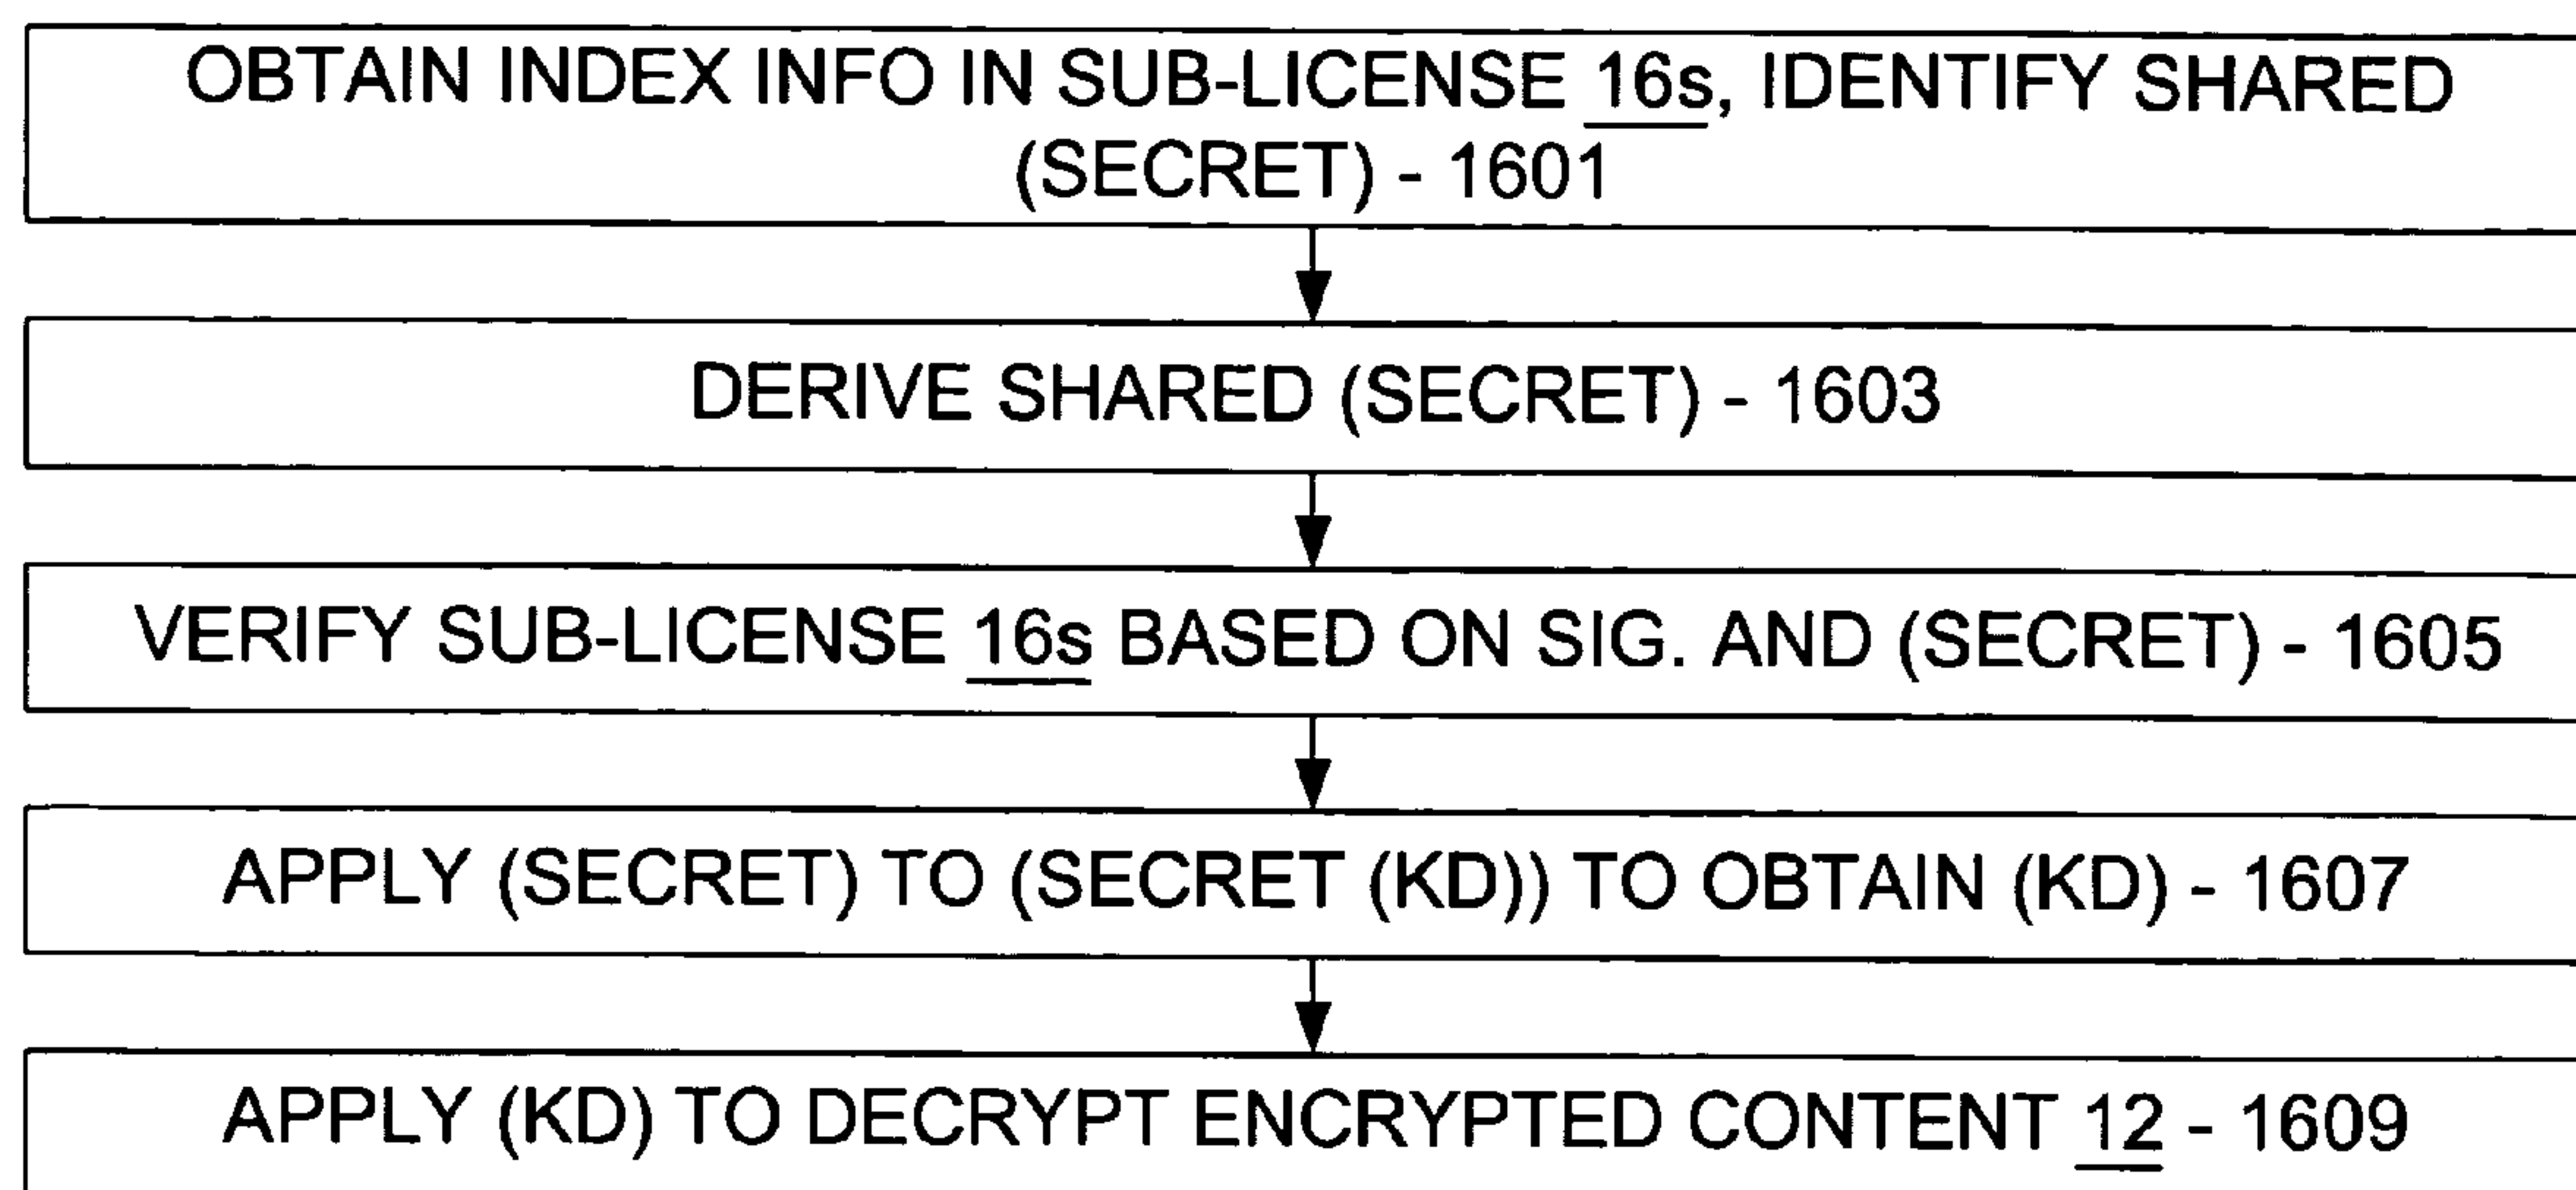 OBTAIN INDEX INFO IN SUB-LICENSE 16s, IDENTIFY SHARED
(SECRET) - 1601
DERIVE SHARED (SECRET) - 1603
VERIFY SUB-LICENSE 16s BASED ON SIG. AND (SECRET) - 1605
APPLY (SECRET) TO (SECRET (KD)) TO OBTAIN (KD) - 1607
APPLY (KD) TO DECRYPT ENCRYPTED CONTENT 12 - 1609